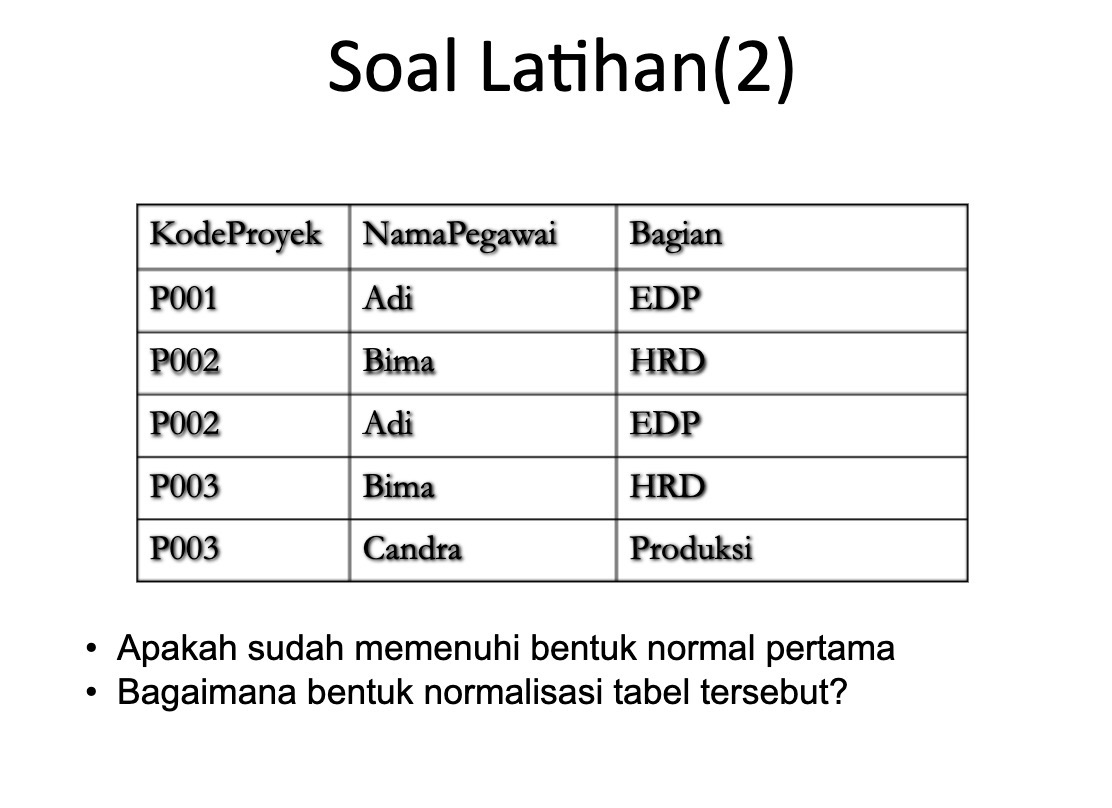 Soal Latihan(2)
KodeProyek NamaPegawai Bagian
P001 Adi EDP
P002 Bima HRD
P002 Adi EDP
P003 Bima HRD
P003 Candra Produksi
• Apakah sudah memenuhi bentuk normal pertama
• Bagaimana bentuk normalisasi tabel tersebut?